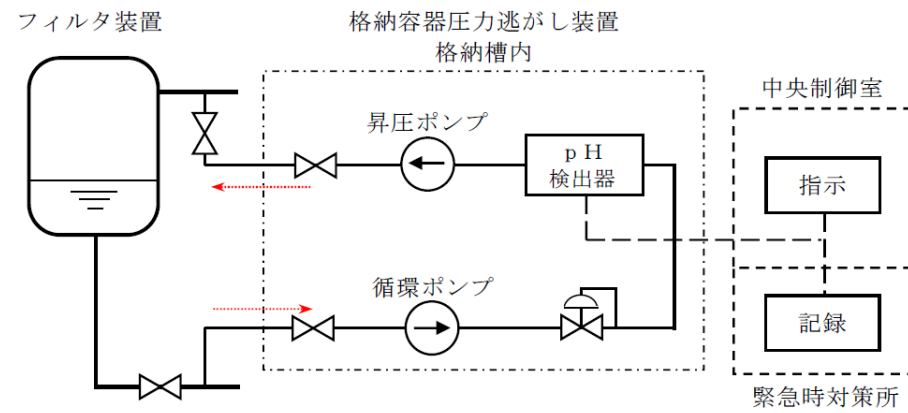 フィルタ装置
格納容器圧力逃がし装置
格納槽内
中央制御室
昇圧ポンプ
ｐＨ
検出器
指示
循環ポンプ
記録
緊急時対策所